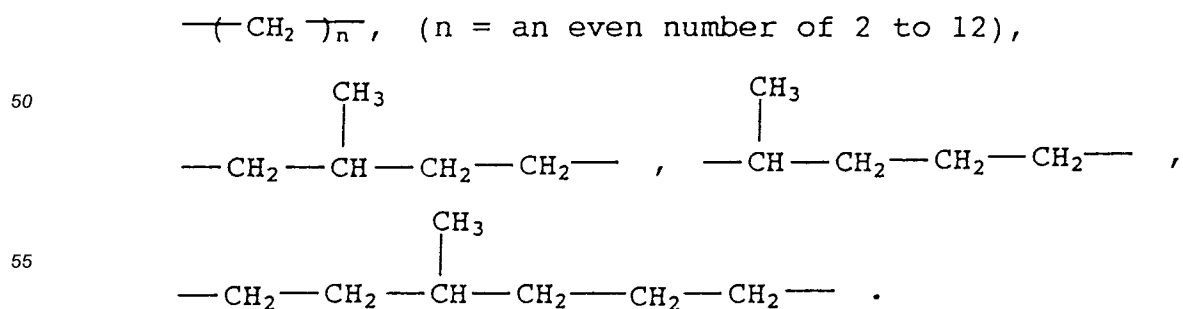 —(CH₂)ₙ, (n = an even number of 2 to 12),
50
CH₃ CH₃
—CH₂—CH—CH₂—CH₂— , —CH—CH₂—CH₂—CH₂— ,
CH₃
55
—CH₂—CH₂—CH—CH₂—CH₂—CH₂— .